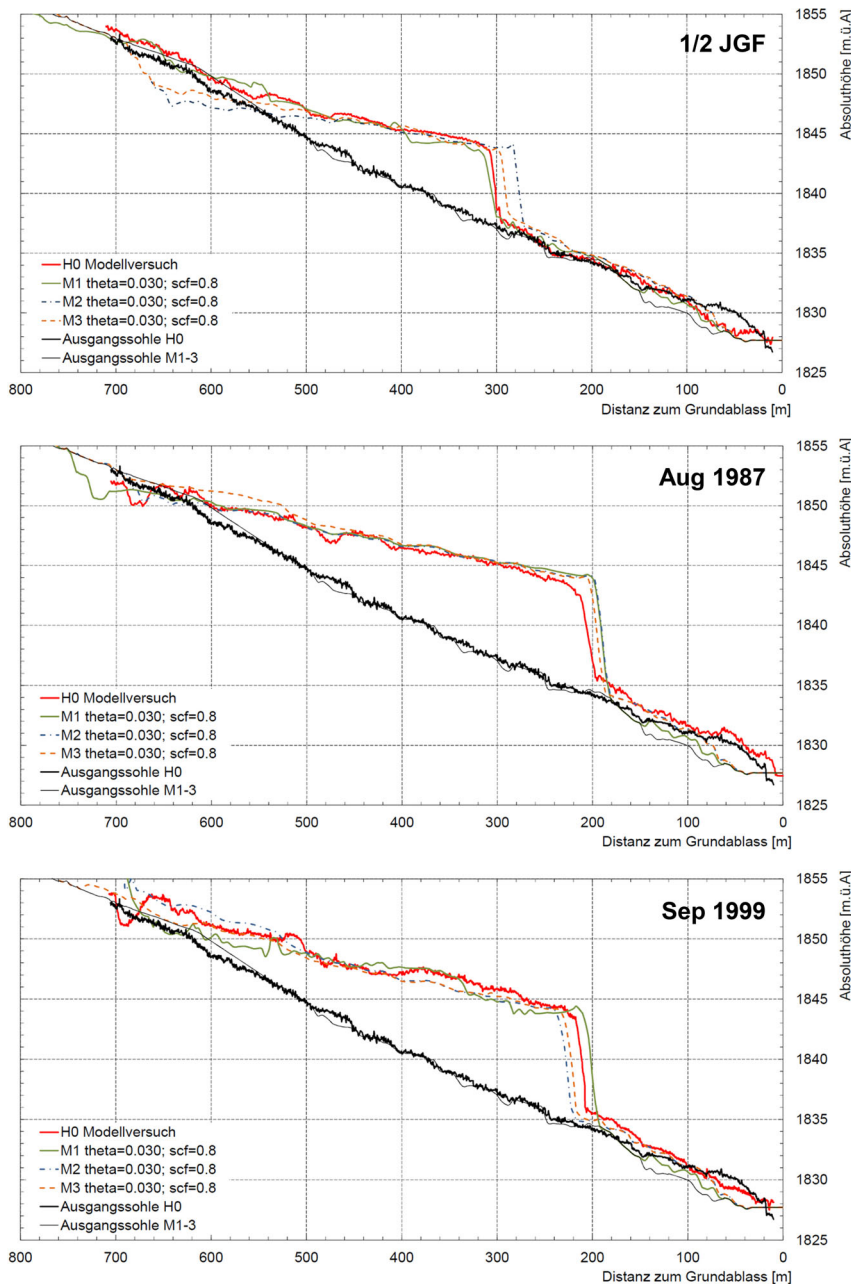 1/2 JGF
1855
1850
1845
1840
1835
1830
1825
Absoluthöhe [m.ü.A]
H0 Modellversuch
M1 theta=0.030; scf=0.8
M2 theta=0.030; scf=0.8
M3 theta=0.030; scf=0.8
Ausgangssohle H0
Ausgangssohle M1-3
800 700 600 500 400 300 200 100 0
Distanz zum Grundablass [m]
Aug 1987
1855
1850
1845
1840
1835
1830
1825
Absoluthöhe [m.ü.A]
H0 Modellversuch
M1 theta=0.030; scf=0.8
M2 theta=0.030; scf=0.8
M3 theta=0.030; scf=0.8
Ausgangssohle H0
Ausgangssohle M1-3
800 700 600 500 400 300 200 100 0
Distanz zum Grundablass [m]
Sep 1999
1855
1850
1845
1840
1835
1830
1825
Absoluthöhe [m.ü.A]
H0 Modellversuch
M1 theta=0.030; scf=0.8
M2 theta=0.030; scf=0.8
M3 theta=0.030; scf=0.8
Ausgangssohle H0
Ausgangssohle M1-3
800 700 600 500 400 300 200 100 0
Distanz zum Grundablass [m]